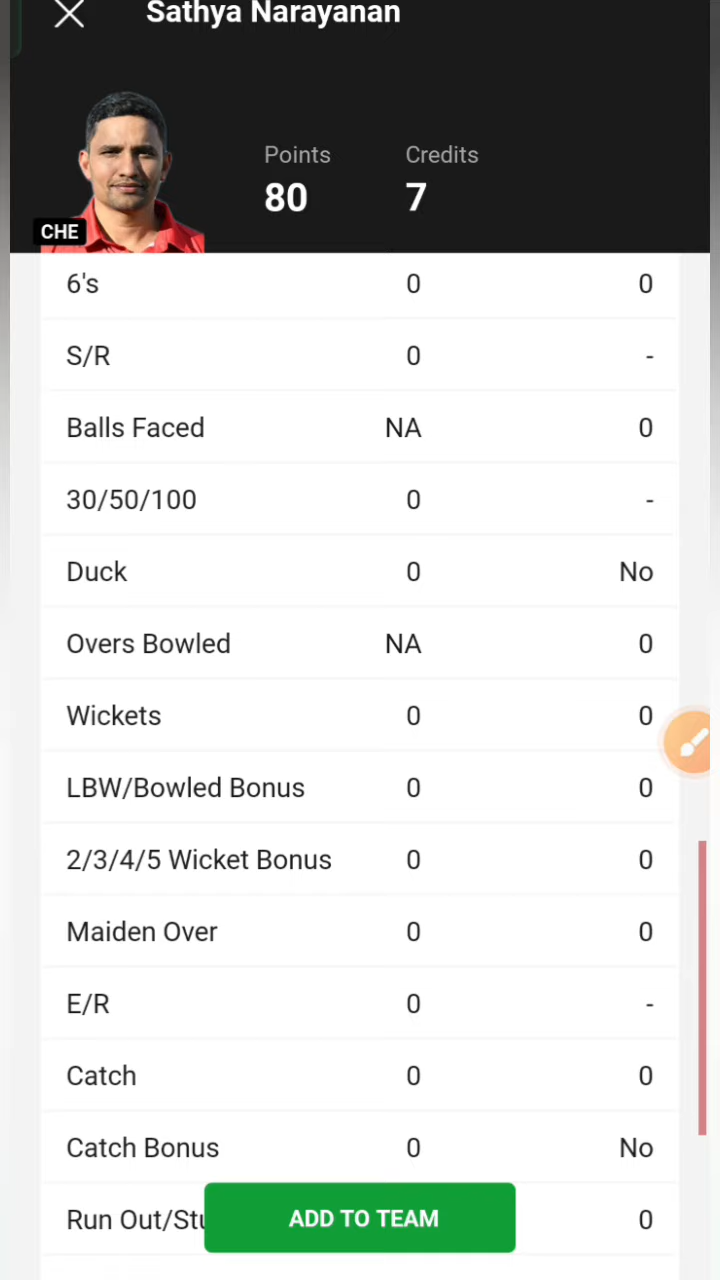 Sathya Narayanan
Points Credits
80 7
CHE
6's 0 0
S/R 0 -
Balls Faced NA 0
30/50/100 0 -
Duck 0 No
Overs Bowled NA 0
Wickets 0 0
LBW/Bowled Bonus 0 0
2/3/4/5 Wicket Bonus 0 0
Maiden Over 0 0
E/R 0 -
Catch 0 0
Catch Bonus 0 No
Run Out/ 0
ADD TO TEAM